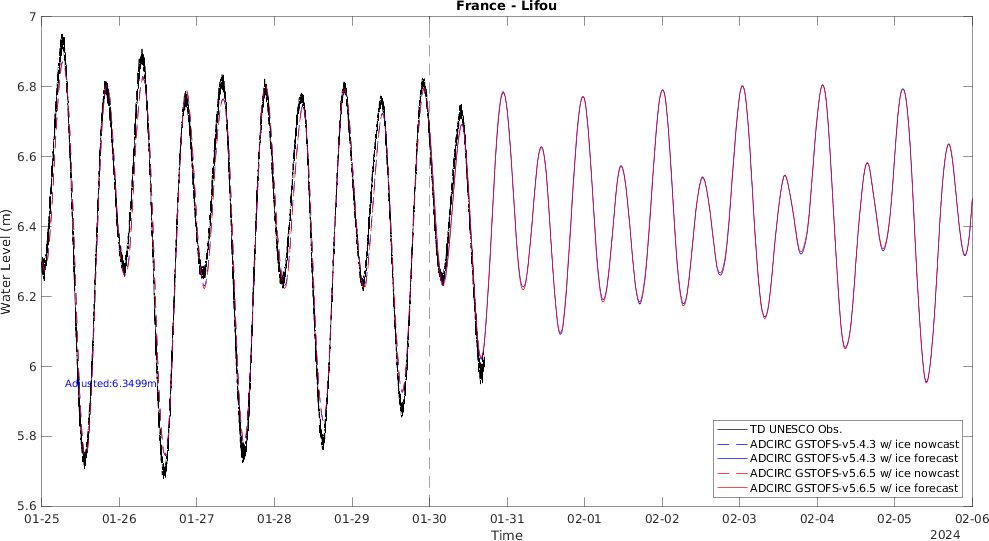 France - Lifou
7
6.8
6.6
6.4
6.2
6
5.8
5.6
Water Level (m)
Adjusted:6.3499m
TD UNESCO Obs.
ADCIRC GSTOFS-v5.4.3 w/ ice nowcast
ADCIRC GSTOFS-v5.4.3 w/ ice forecast
ADCIRC GSTOFS-v5.6.5 w/ ice nowcast
ADCIRC GSTOFS-v5.6.5 w/ ice forecast
01-25 01-26 01-27 01-28 01-29 01-30 01-31 02-01 02-02 02-03 02-04 02-05 02-06
Time
2024